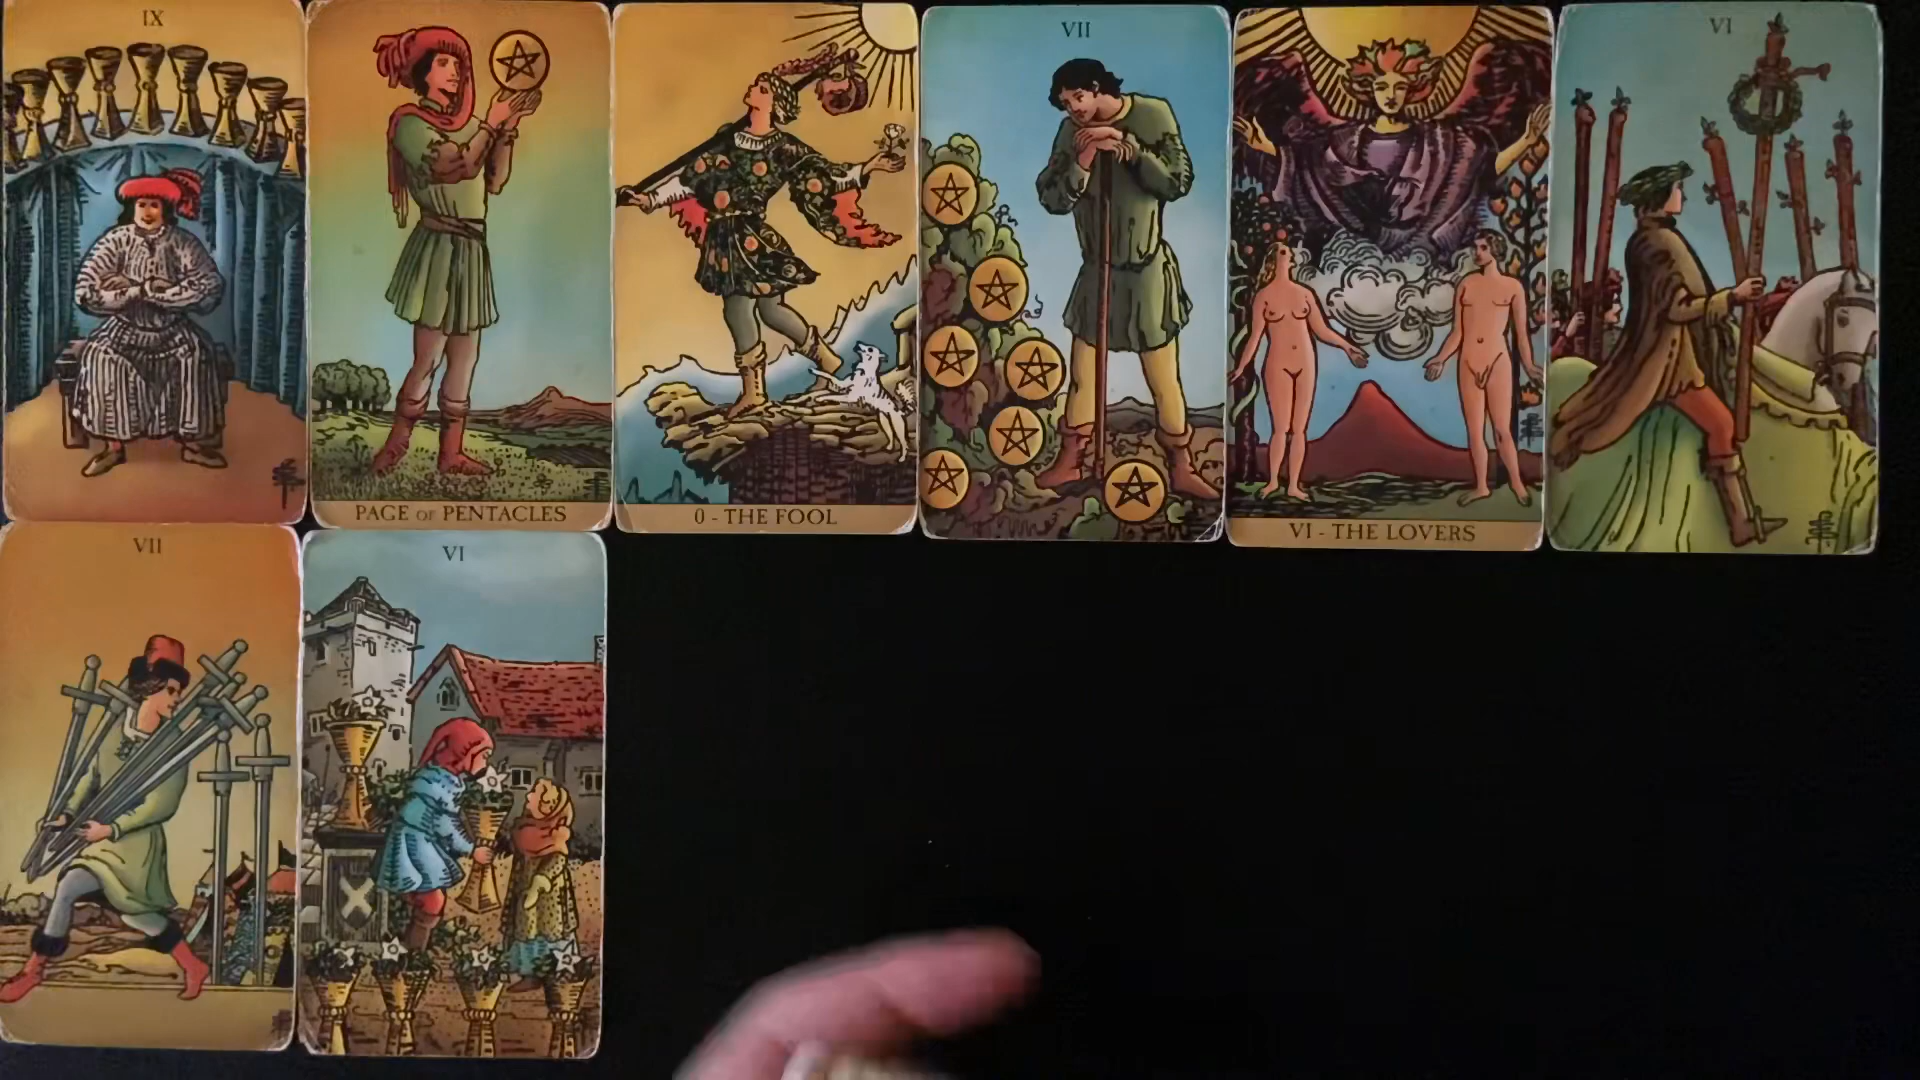 IX
PAGE OF PENTACLES
0 - THE FOOL
VII
VI - THE LOVERS
VI
VII
VI